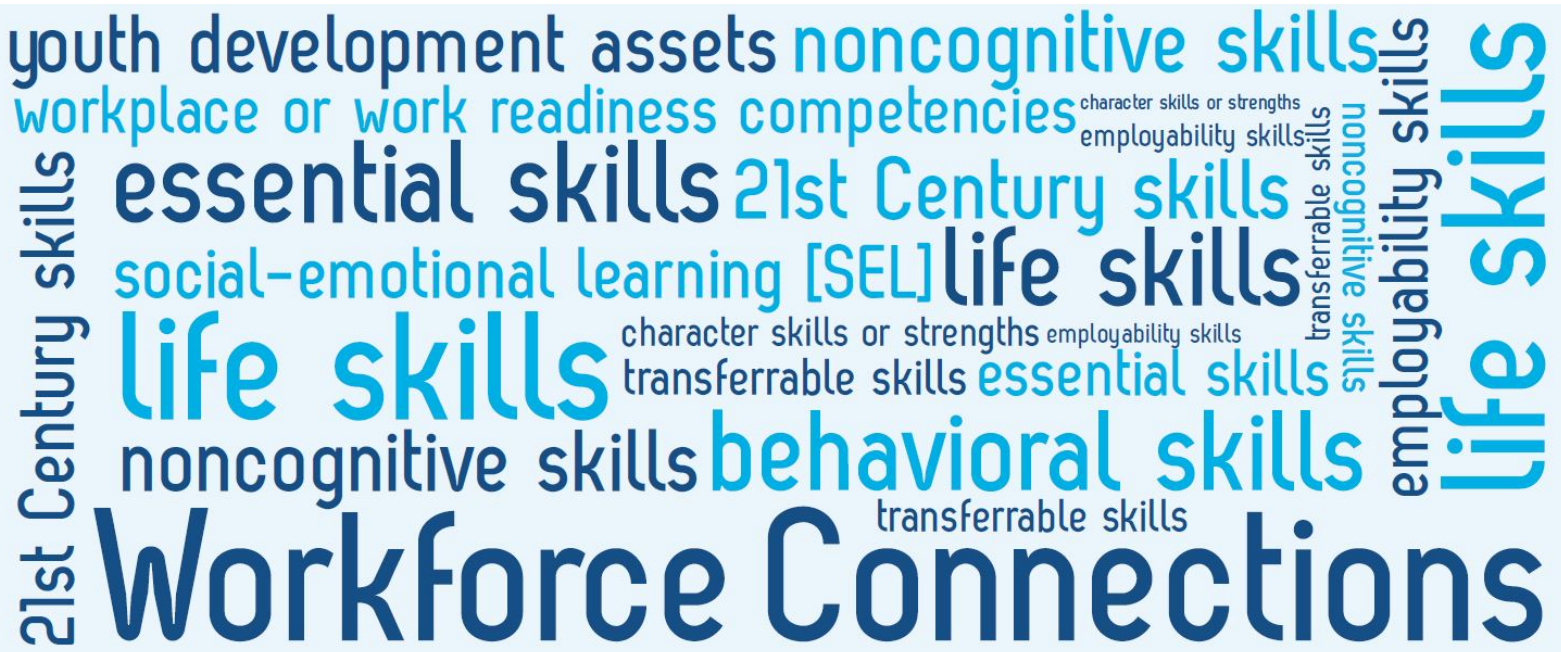 youth development assets
noncognitive skills
workplace or work readiness competencies
character skills or strengths
employability skills
essential skills
21st Century skills
social-emotional learning [SEL]
life skills
life skills
character skills or strengths
employability skills
transferrable skills
essential skills
noncognitive skills
behavioral skills
transferrable skills
Workforce Connections
21st Century skills
transferrable skills
noncognitive skills
employability skills
life skills